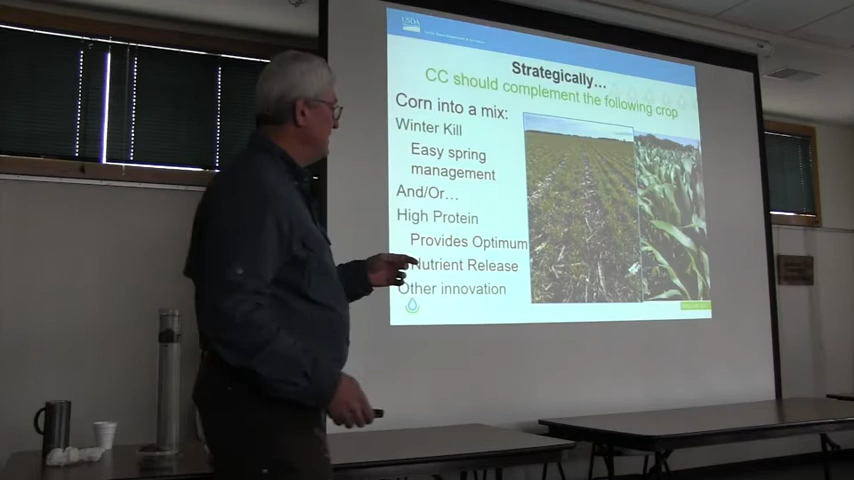 USDA
Strategically…
CC should complement the following crop
Corn into a mix:
Winter Kill
Easy spring
management
And/Or…
High Protein
Provides Optimum
Nutrient Release
Other innovation